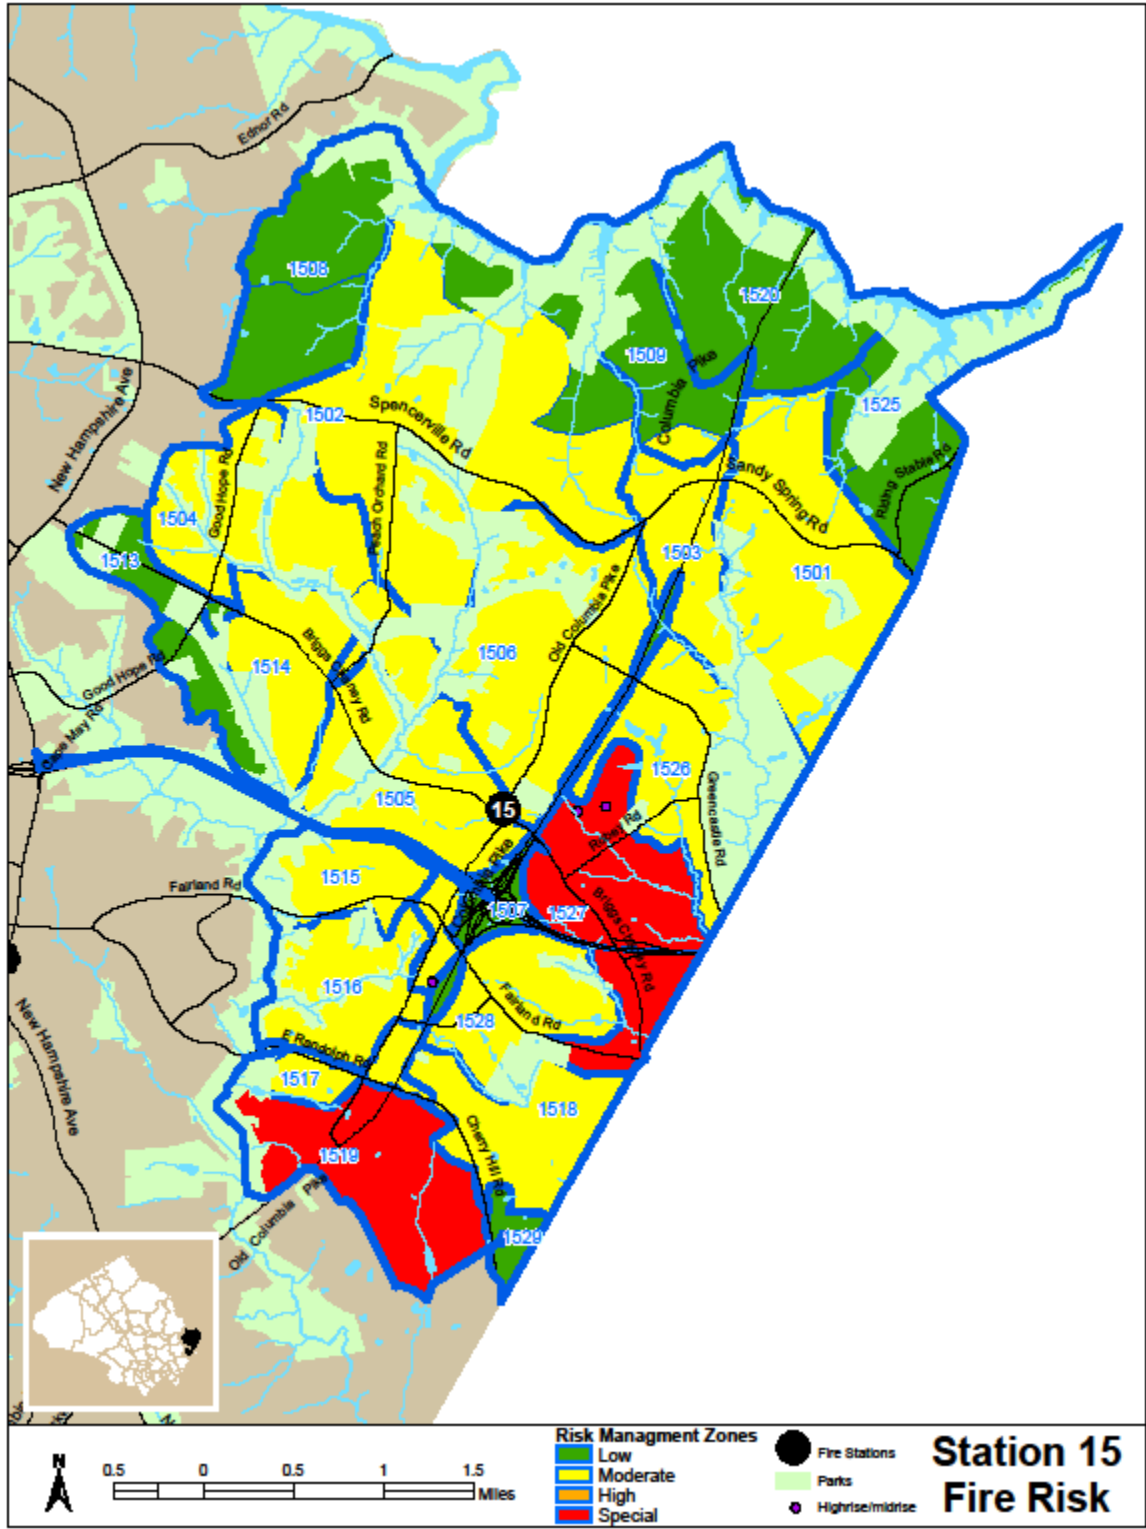 Ednor Rd
1508
1520
1509
Columbia Pike
1525
New Hampshire Ave
1502
Spencerville Rd
Peach Orchard Rd
Good Hope Rd
Sandy Spring Rd
Riding Stable Rd
1504
1513
1503
1501
Old Columbia Pike
1506
Briggs Chaney Rd
1514
Good Hope Rd
Cape May Rd
1526
Greencastle Rd
1505
15
Robey Rd
Columbia Pike
1515
Fairland Rd
1507
1527
Briggs Chaney Rd
1516
Fairland Rd
1528
New Hampshire Ave
E Randolph Rd
1517
1518
Cherry Hill Rd
1519
Old Columbia Pike
1529
N
0.5 0 0.5 1 1.5
Miles
Risk Managment Zones
Low
Moderate
High
Special
Fire Stations
Parks
Highrise/midrise
Station 15
Fire Risk